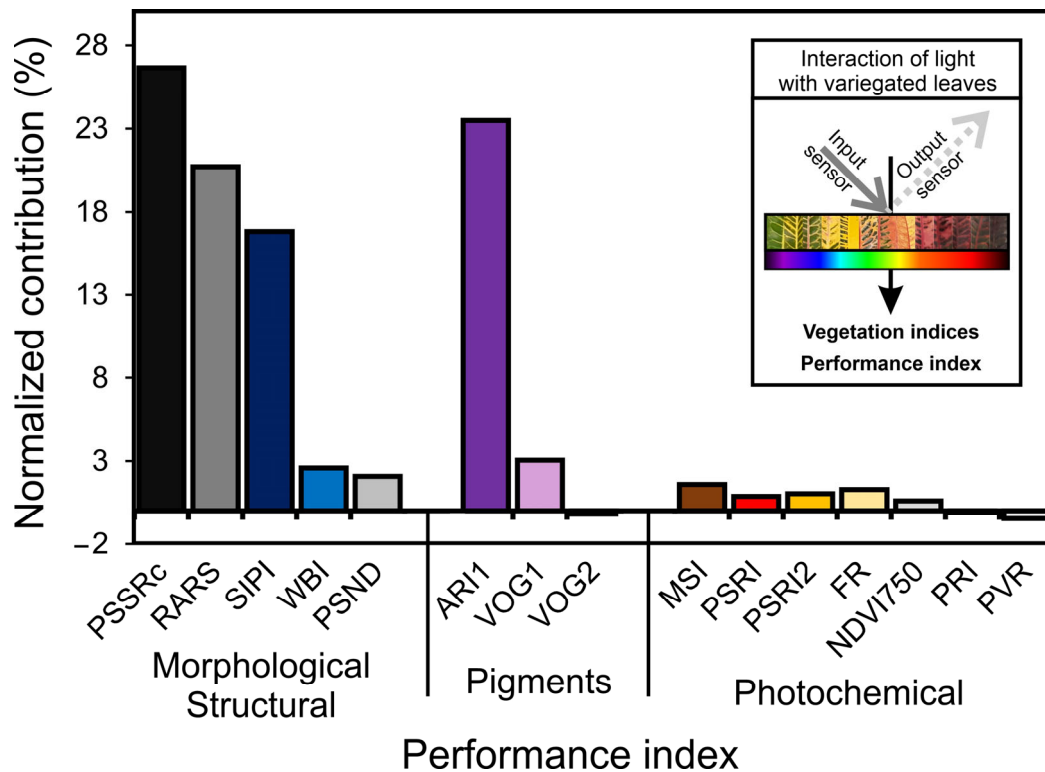 Normalized contribution (%)
28
23
18
13
8
3
−2
Interaction of light
with variegated leaves
Input
sensor
Output
sensor
Vegetation indices
Performance index
PSSRc
RARS
SIPI
WBI
PSND
ARI1
VOG1
VOG2
MSI
PSRI
PSRI2
FR
NDVI750
PRI
PVR
Morphological
Structural
Pigments
Photochemical
Performance index